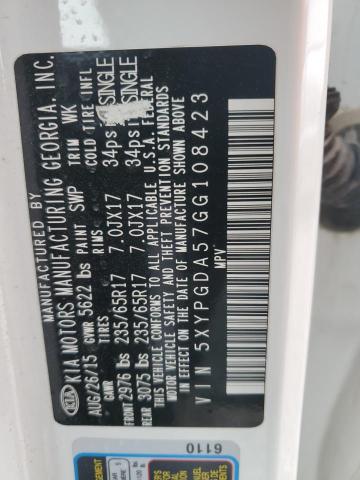 KIA
MANUFACTURED BY
KIA MOTORS MANUFACTURING GEORGIA, INC.
AUG/26/15 GVWR 5622 lbs PAINT SWP TRIM WK
GAWR TIRES RIMS COLD TIRE INFL
FRONT 2976 lbs 235/65R17 7.0JX17 34psi SINGLE
REAR 3075 lbs 235/65R17 7.0JX17 34psi SINGLE
THIS VEHICLE CONFORMS TO ALL APPLICABLE U.S.A. FEDERAL
MOTOR VEHICLE SAFETY AND THEFT PREVENTION STANDARDS
IN EFFECT ON THE DATE OF MANUFACTURE SHOWN ABOVE
VIN 5XYPGDA57GG108423
MPV
6110